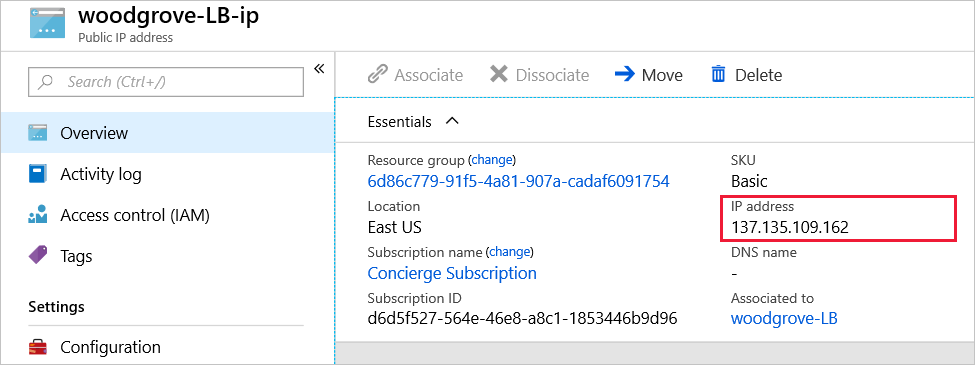 woodgrove-LB-ip
Public IP address
Search (Ctrl+/)
«
Overview
Activity log
Access control (IAM)
Tags
Settings
Configuration
Associate Dissociate Move Delete
Essentials
Resource group (change)
6d86c779-91f5-4a81-907a-cadaf6091754
Location
East US
Subscription name (change)
Concierge Subscription
Subscription ID
d6d5f527-564e-46e8-a8c1-1853446b9d96
SKU
Basic
IP address
137.135.109.162
DNS name
-
Associated to
woodgrove-LB